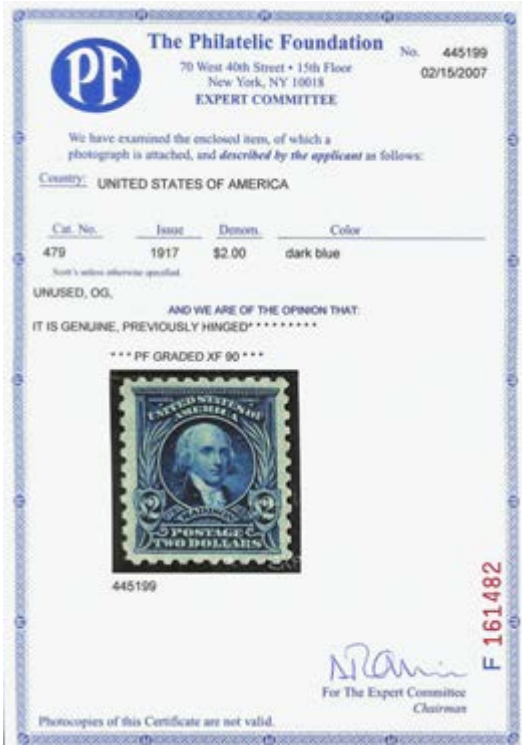 PF
The Philatelic Foundation
70 West 40th Street • 15th Floor
New York, NY 10018
EXPERT COMMITTEE
No. 445199
02/15/2007
We have examined the enclosed item, of which a
photograph is attached, and described by the applicant as follows:
Country: UNITED STATES OF AMERICA
Cat. No. Issue Denom. Color
479 1917 $2.00 dark blue
Scott's unless otherwise specified.
UNUSED, OG,
AND WE ARE OF THE OPINION THAT:
IT IS GENUINE, PREVIOUSLY HINGED* * * * * * * * *
* * * PF GRADED XF 90 * * *
UNITED STATES OF
AMERICA
MADISON
2 2
POSTAGE
TWO DOLLARS
445199
F 161482
For The Expert Committee
Chairman
Photocopies of this Certificate are not valid.